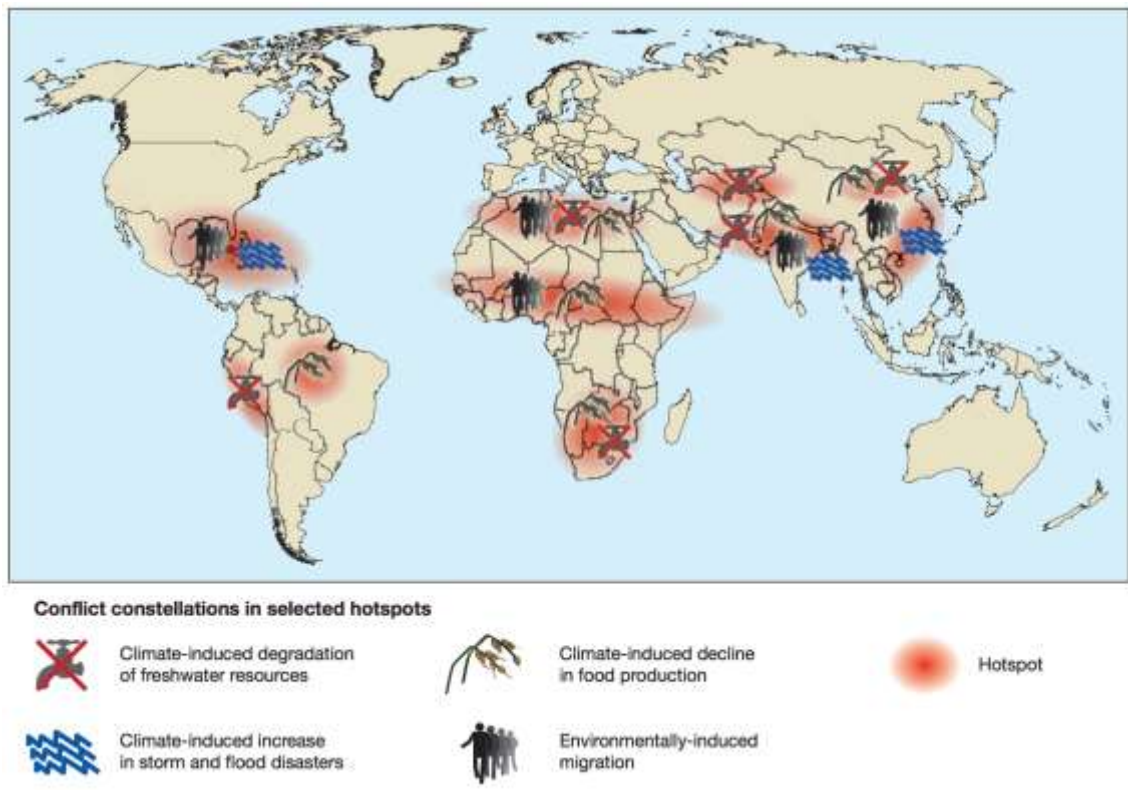 Conflict constellations in selected hotspots
Climate-induced degradation
of freshwater resources
Climate-induced decline
in food production
Hotspot
Climate-induced increase
in storm and flood disasters
Environmentally-induced
migration